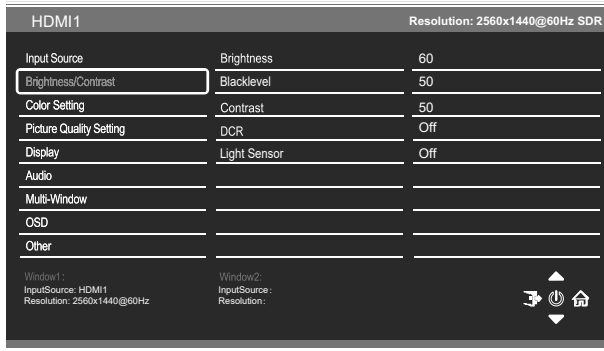 HDMI1 Resolution: 2560x1440@60Hz SDR
Input Source Brightness 60
Brightness/Contrast Blacklevel 50
Color Setting Contrast 50
Picture Quality Setting DCR Off
Display Light Sensor Off
Audio
Multi-Window
OSD
Other
Window1: Window2:
InputSource: HDMI1 InputSource:
Resolution: 2560x1440@60Hz Resolution: